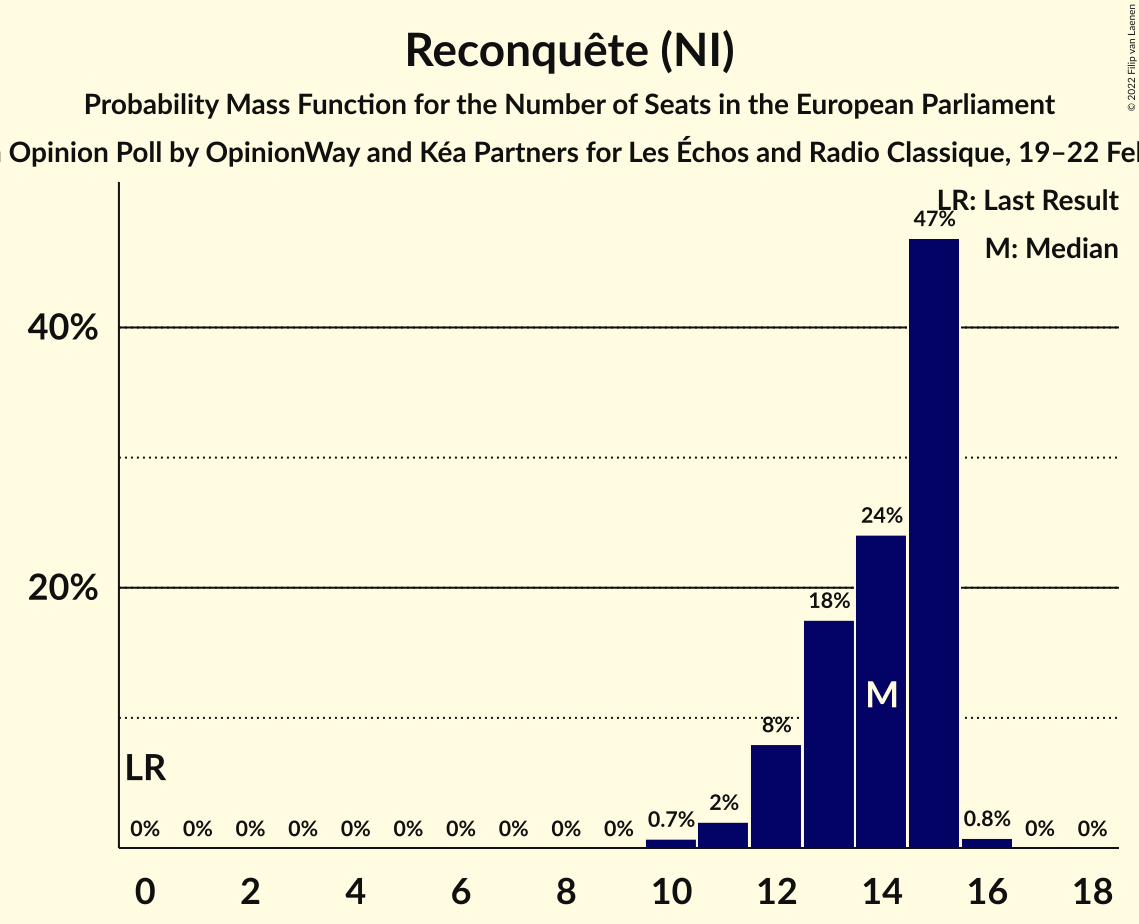 Reconquête (NI)
Probability Mass Function for the Number of Seats in the European Parliament
Opinion Poll by OpinionWay and Kéa Partners for Les Échos and Radio Classique, 19–22
© 2022 Filip van Laenen
LR: Last Result
M: Median
47%
40%
24%
20%
18%
M
8%
LR
0% 0% 0% 0% 0% 0% 0% 0% 0% 0% 0.7% 2% 0.8% 0% 0%
0 2 4 6 8 10 12 14 16 18